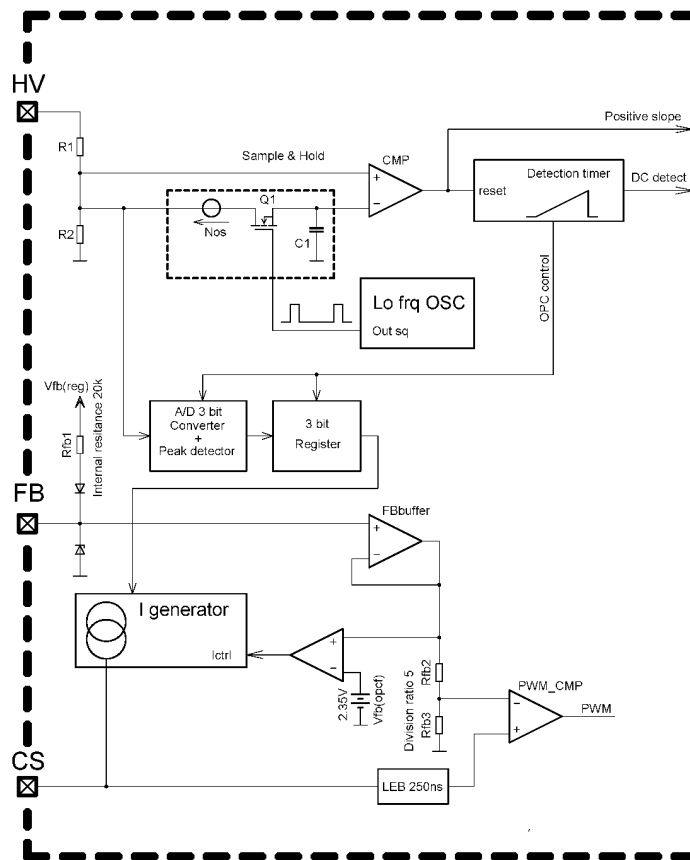 HV
Positive slope
R1
Sample & Hold
CMP
Detection timer
DC detect
reset
Q1
R2
Nos
C1
OPC control
Lo frq OSC
Out sq
Vfb(reg)
Rfb1
Internal resitance 20k
A/D 3 bit
Converter
+
Peak detector
3 bit
Register
FB
FBbuffer
I generator
Ictrl
2.35V
Vfb(opcf)
Division ratio 5
Rfb2
Rfb3
PWM_CMP
PWM
CS
LEB 250ns